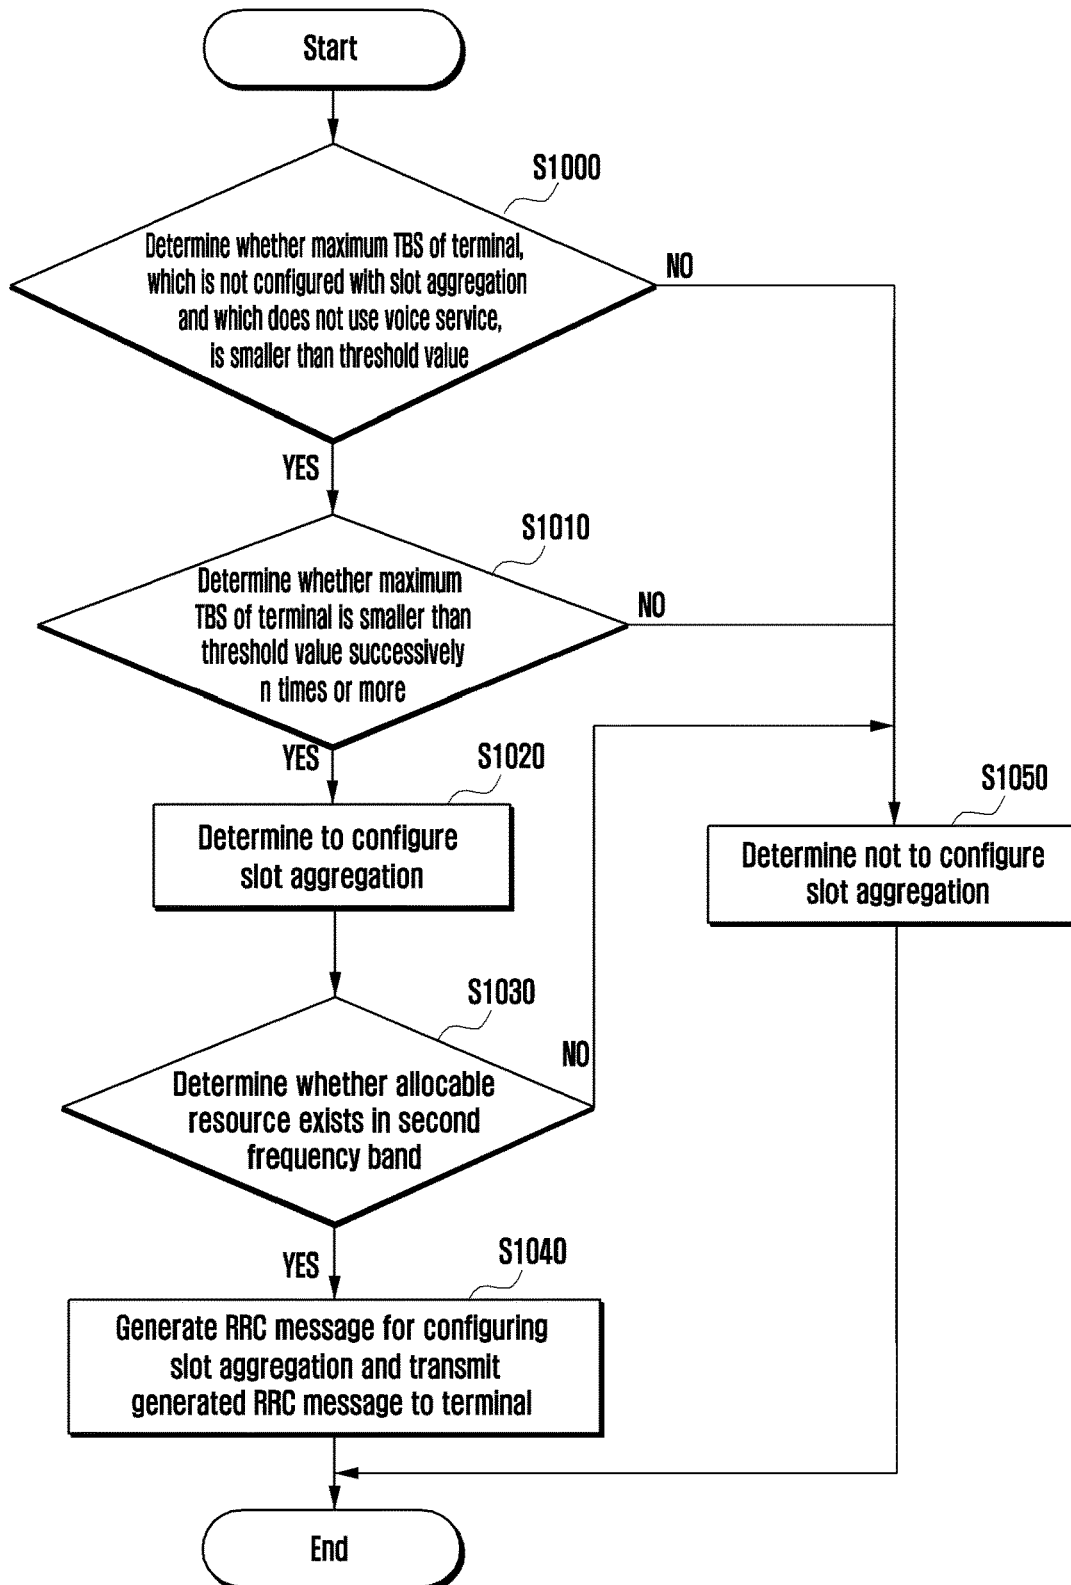 Start
S1000
Determine whether maximum TBS of terminal,
which is not configured with slot aggregation
and which does not use voice service,
is smaller than threshold value
NO
YES
S1010
Determine whether maximum
TBS of terminal is smaller than
threshold value successively
n times or more
NO
YES
S1020
Determine to configure
slot aggregation
S1050
Determine not to configure
slot aggregation
S1030
NO
Determine whether allocable
resource exists in second
frequency band
YES
S1040
Generate RRC message for configuring
slot aggregation and transmit
generated RRC message to terminal
End